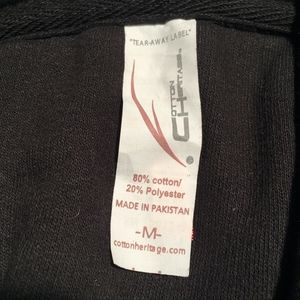 "TEAR-AWAY LABEL"
COTTON
HERITAGE
80% cotton/
20% Polyester
MADE IN PAKISTAN
-M-
cottonheritage.com